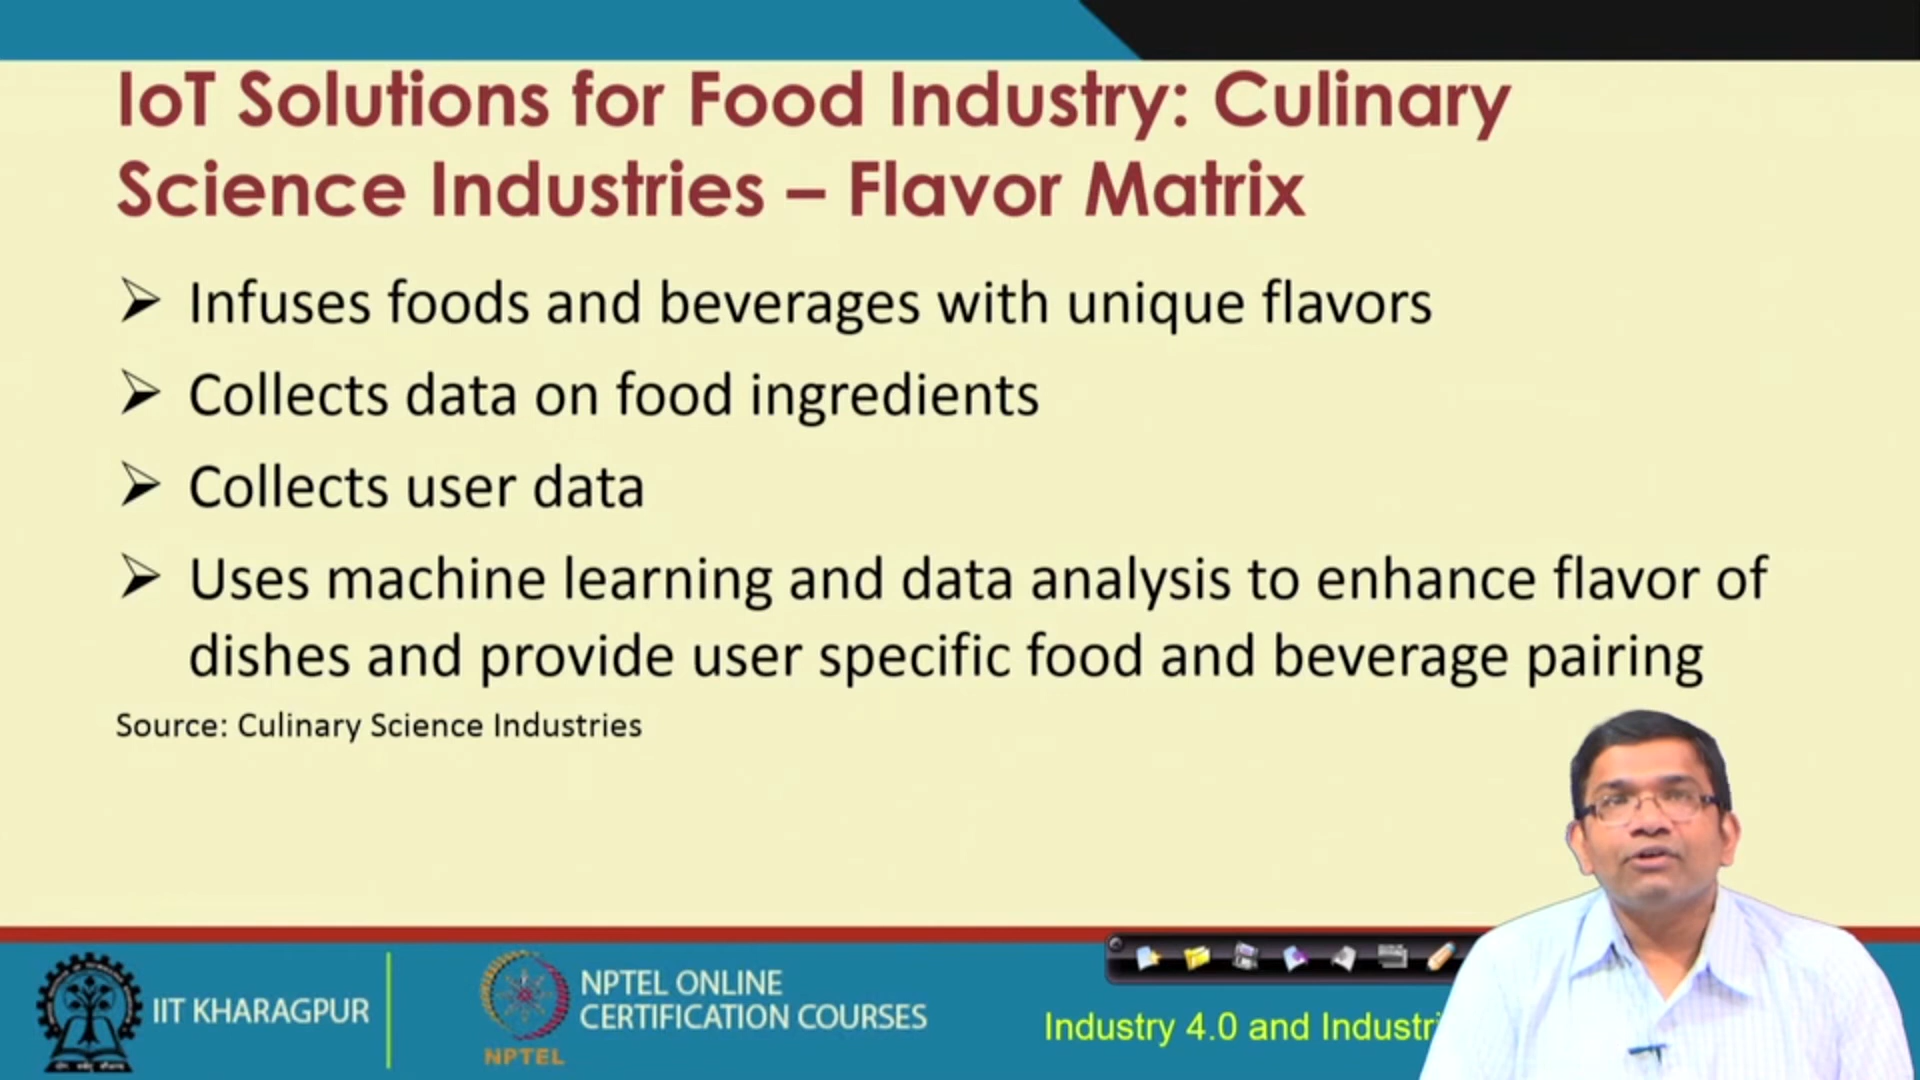 IoT Solutions for Food Industry: Culinary
Science Industries – Flavor Matrix
➢ Infuses foods and beverages with unique flavors
➢ Collects data on food ingredients
➢ Collects user data
➢ Uses machine learning and data analysis to enhance flavor of
dishes and provide user specific food and beverage pairing
Source: Culinary Science Industries
IIT KHARAGPUR
NPTEL
NPTEL ONLINE
CERTIFICATION COURSES
Industry 4.0 and Industri